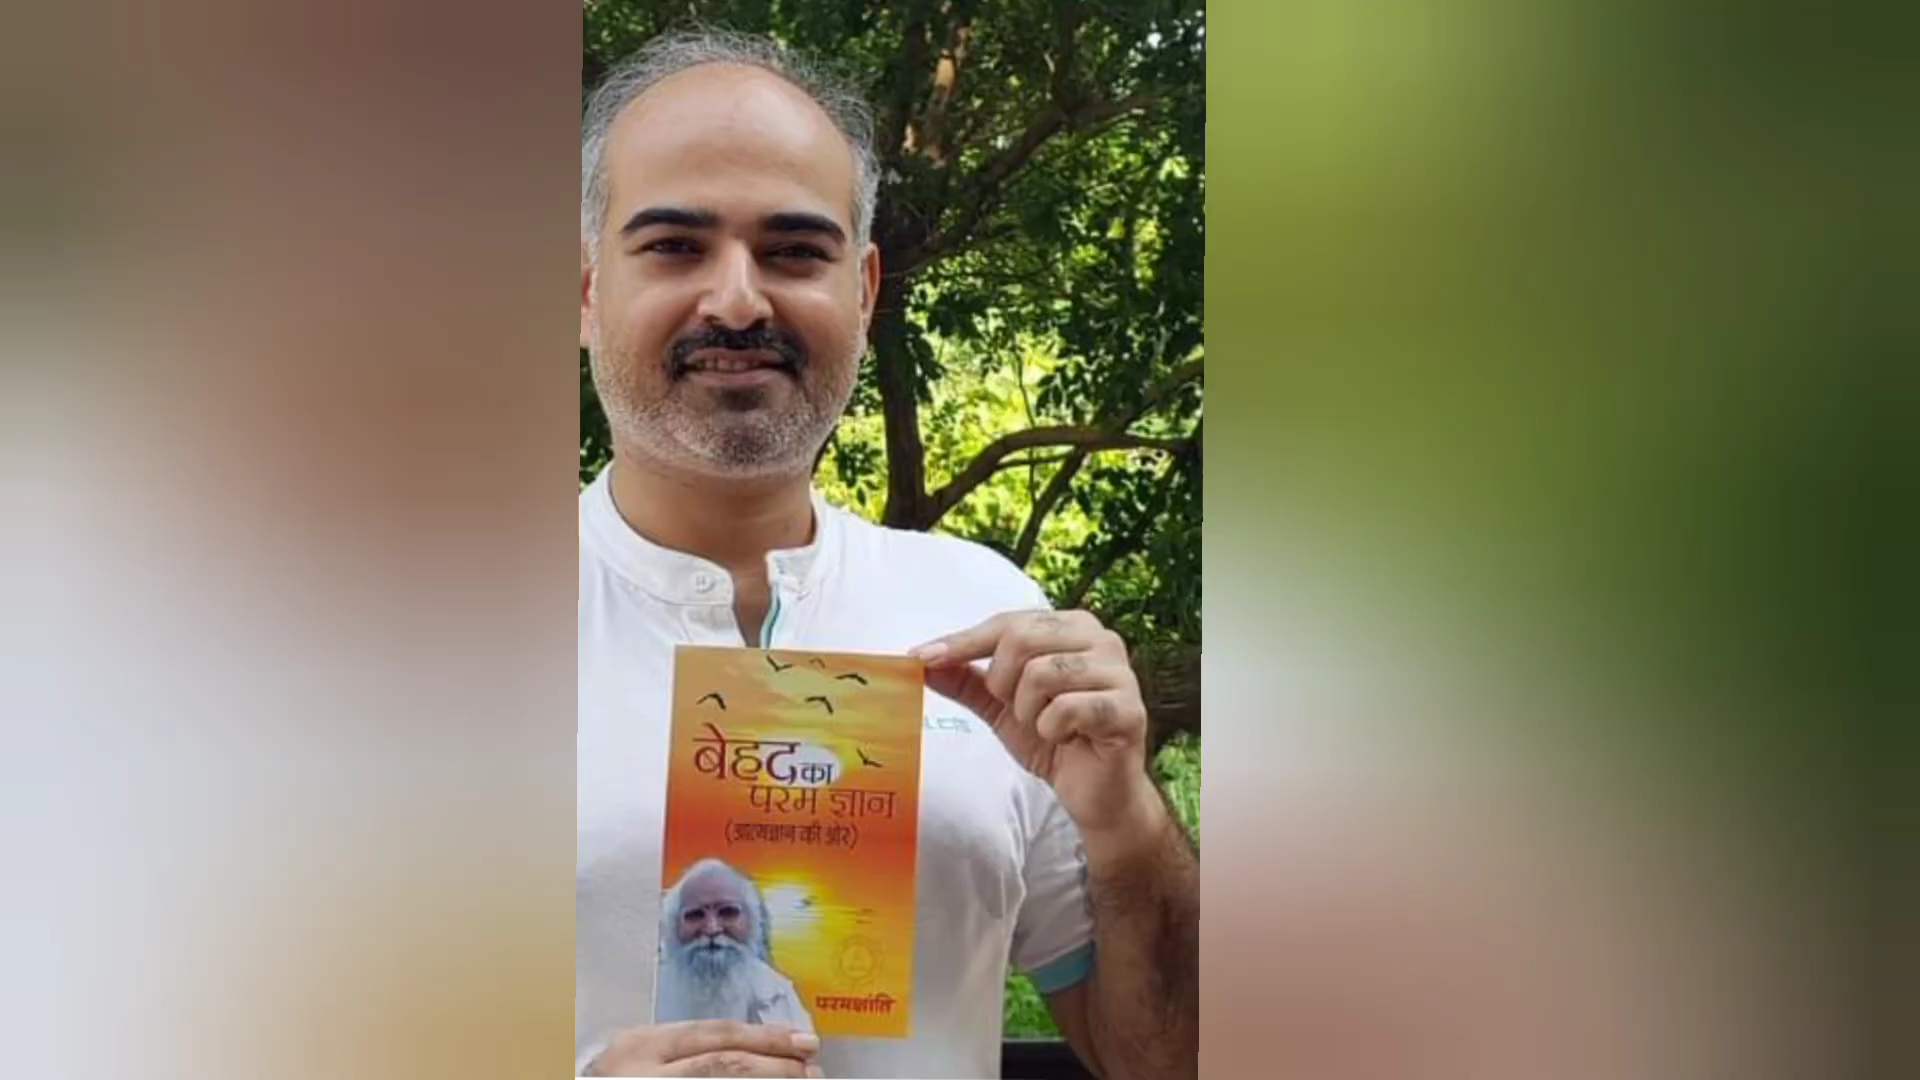 बेहद का
परम ज्ञान
(आत्मज्ञान की ओर)
परमशांति